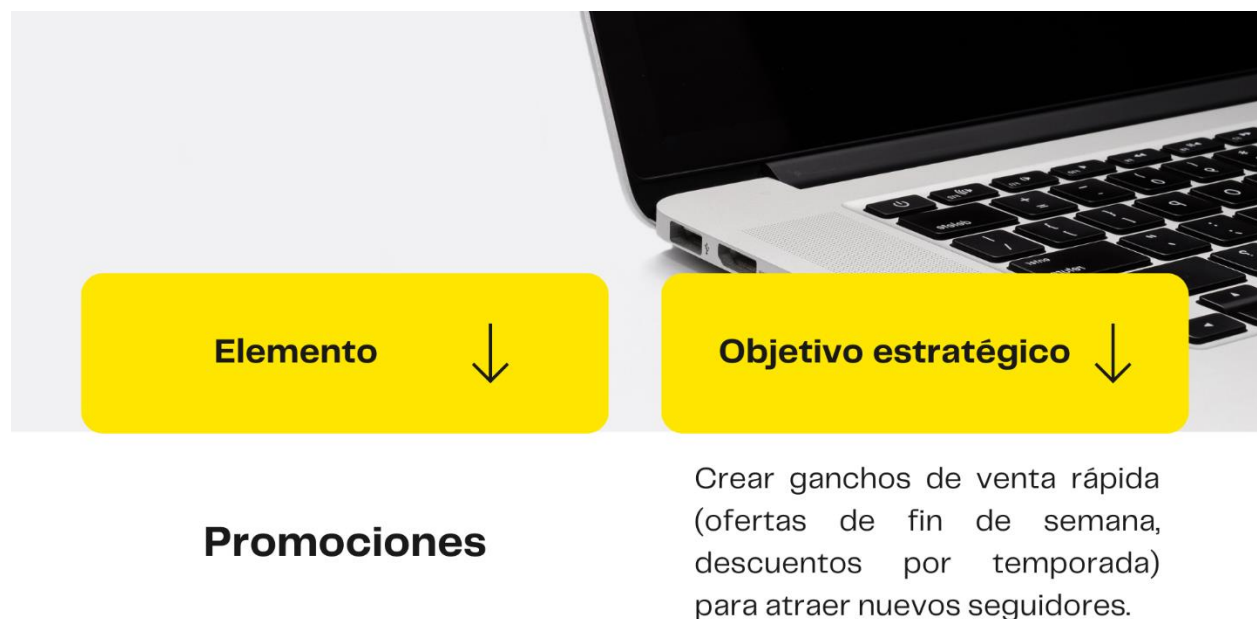 Elemento
Objetivo estratégico
Promociones
Crear ganchos de venta rápida
(ofertas de fin de semana,
descuentos por temporada)
para atraer nuevos seguidores.